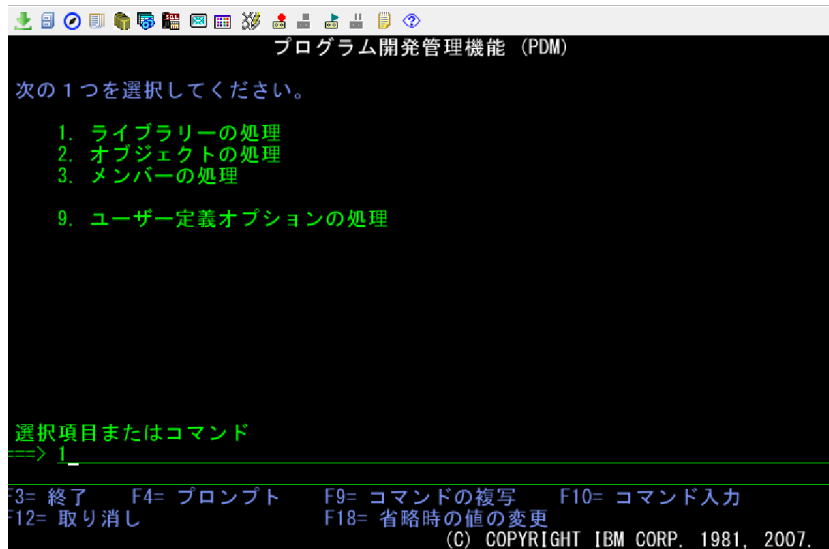 プログラム開発管理機能 (PDM)
次の１つを選択してください。
1. ライブラリーの処理
2. オブジェクトの処理
3. メンバーの処理
9. ユーザー定義オプションの処理
選択項目またはコマンド
===> 1_
F3= 終了 F4= プロンプト F9= コマンドの複写 F10= コマンド入力
F12= 取り消し F18= 省略時の値の変更
(C) COPYRIGHT IBM CORP. 1981, 2007.